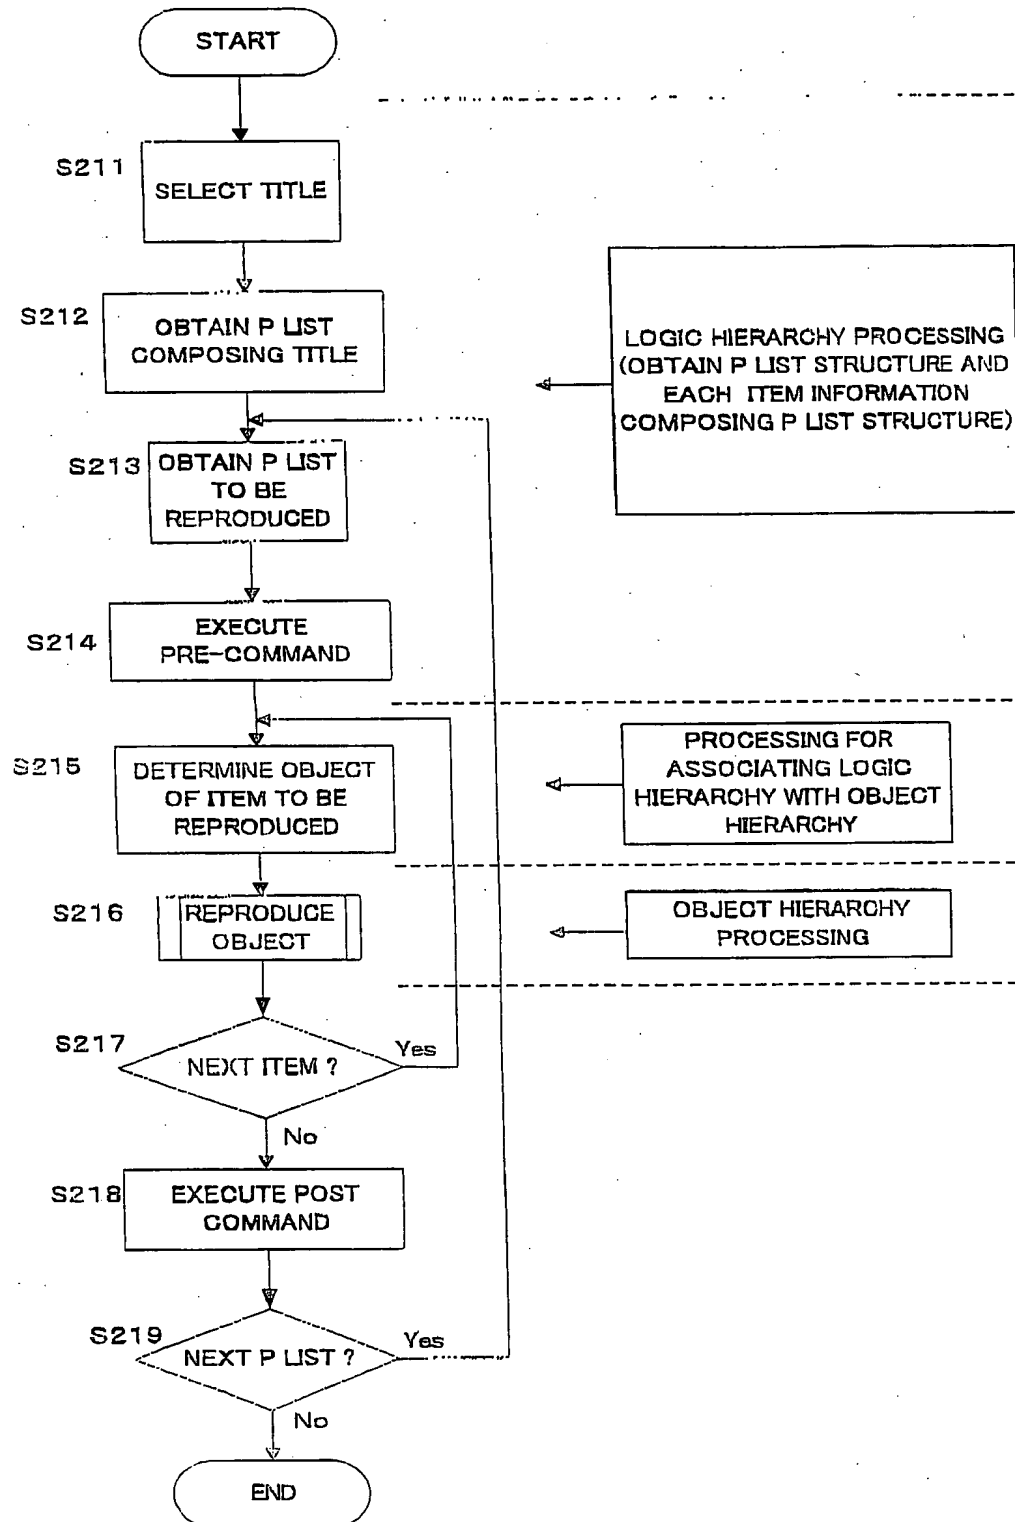 START
S211
SELECT TITLE
S212
OBTAIN P LIST
COMPOSING TITLE
LOGIC HIERARCHY PROCESSING
(OBTAIN P LIST STRUCTURE AND
EACH ITEM INFORMATION
COMPOSING P LIST STRUCTURE)
S213
OBTAIN P LIST
TO BE
REPRODUCED
S214
EXECUTE
PRE-COMMAND
S215
DETERMINE OBJECT
OF ITEM TO BE
REPRODUCED
PROCESSING FOR
ASSOCIATING LOGIC
HIERARCHY WITH OBJECT
HIERARCHY
S216
REPRODUCE
OBJECT
OBJECT HIERARCHY
PROCESSING
S217
NEXT ITEM ?
Yes
No
S218
EXECUTE POST
COMMAND
S219
NEXT P LIST ?
Yes
No
END